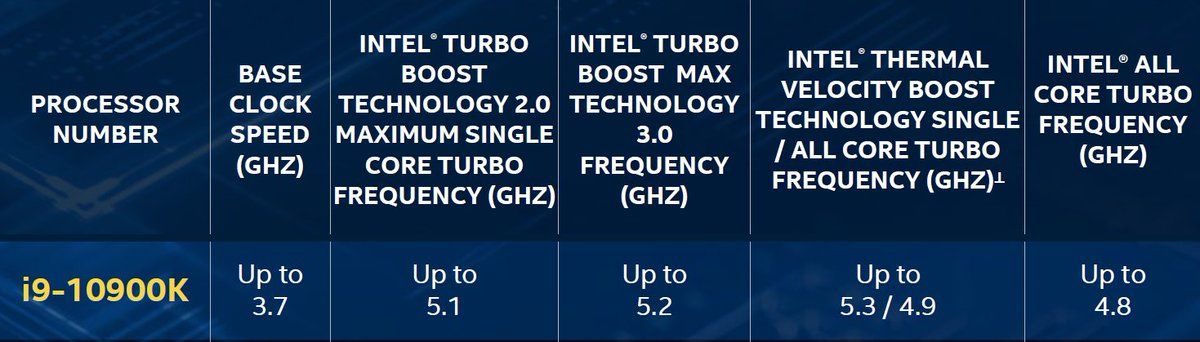 PROCESSOR
NUMBER
BASE
CLOCK
SPEED
(GHZ)
INTEL® TURBO
BOOST
TECHNOLOGY 2.0
MAXIMUM SINGLE
CORE TURBO
FREQUENCY (GHZ)
INTEL® TURBO
BOOST MAX
TECHNOLOGY
3.0
FREQUENCY
(GHZ)
INTEL® THERMAL
VELOCITY BOOST
TECHNOLOGY SINGLE
/ ALL CORE TURBO
FREQUENCY (GHZ)⊥
INTEL® ALL
CORE TURBO
FREQUENCY
(GHZ)
i9-10900K
Up to
3.7
Up to
5.1
Up to
5.2
Up to
5.3 / 4.9
Up to
4.8